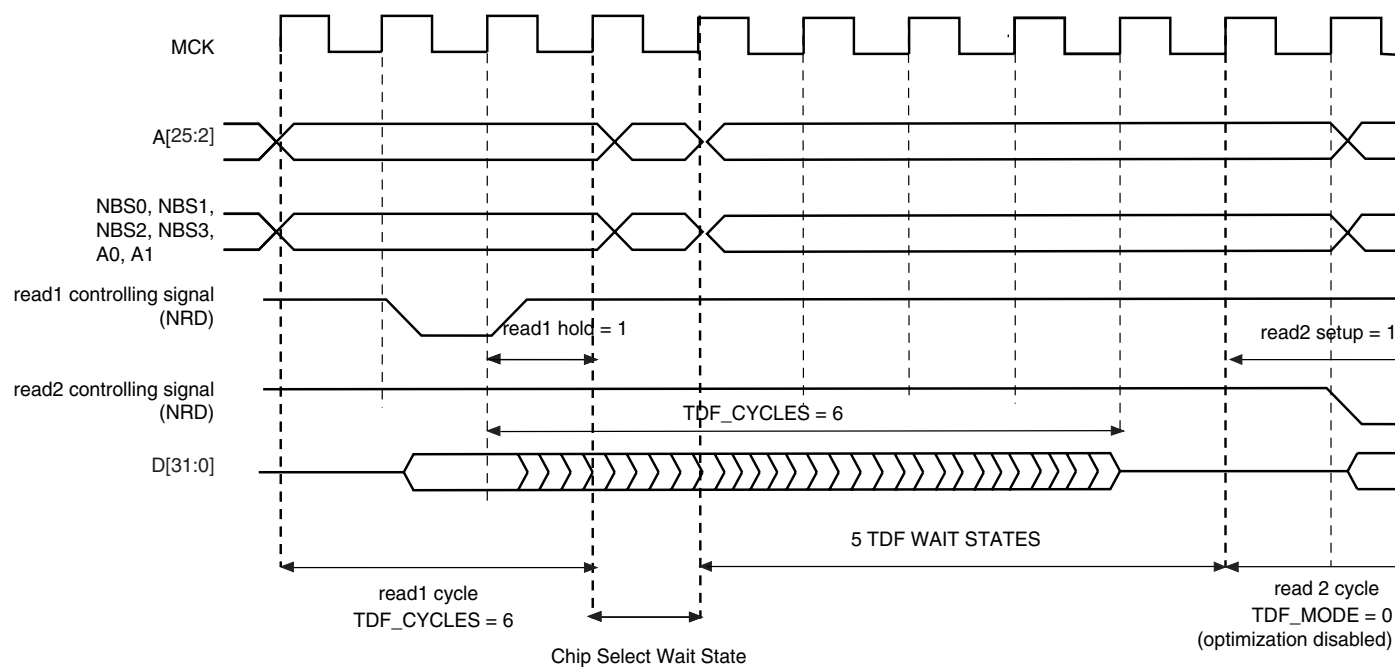 MCK
A[25:2]
NBS0, NBS1,
NBS2, NBS3,
A0, A1
read1 controlling signal
(NRD)
read1 hold = 1
read2 setup = 1
read2 controlling signal
(NRD)
TDF_CYCLES = 6
D[31:0]
5 TDF WAIT STATES
read1 cycle
TDF_CYCLES = 6
Chip Select Wait State
read 2 cycle
TDF_MODE = 0
(optimization disabled)